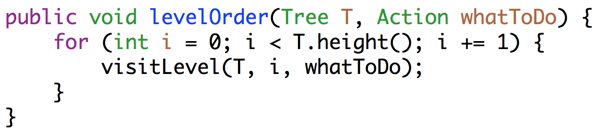 public void levelOrder(Tree T, Action whatToDo) {
    for (int i = 0; i < T.height(); i += 1) {
        visitLevel(T, i, whatToDo);
    }
}